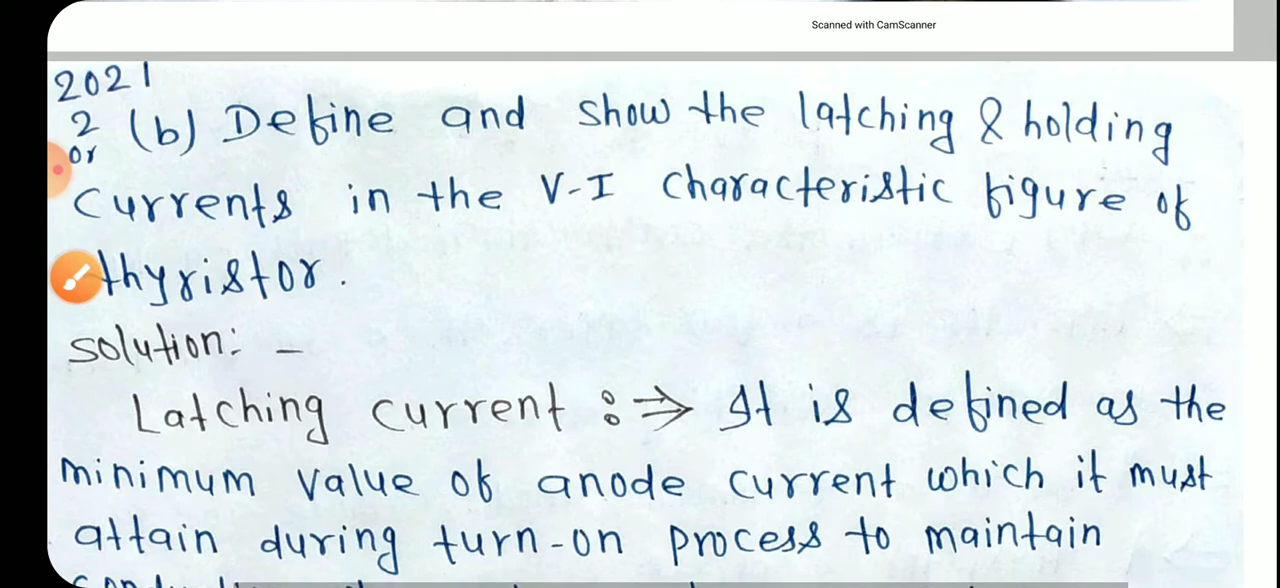 Scanned with CamScanner
2021
2 (b) Define and show the latching & holding
or
currents in the V-I characteristic figure of
thyristor.
Solution: -
Latching current :⇒ It is defined as the
minimum value of anode current which it must
attain during turn-on process to maintain